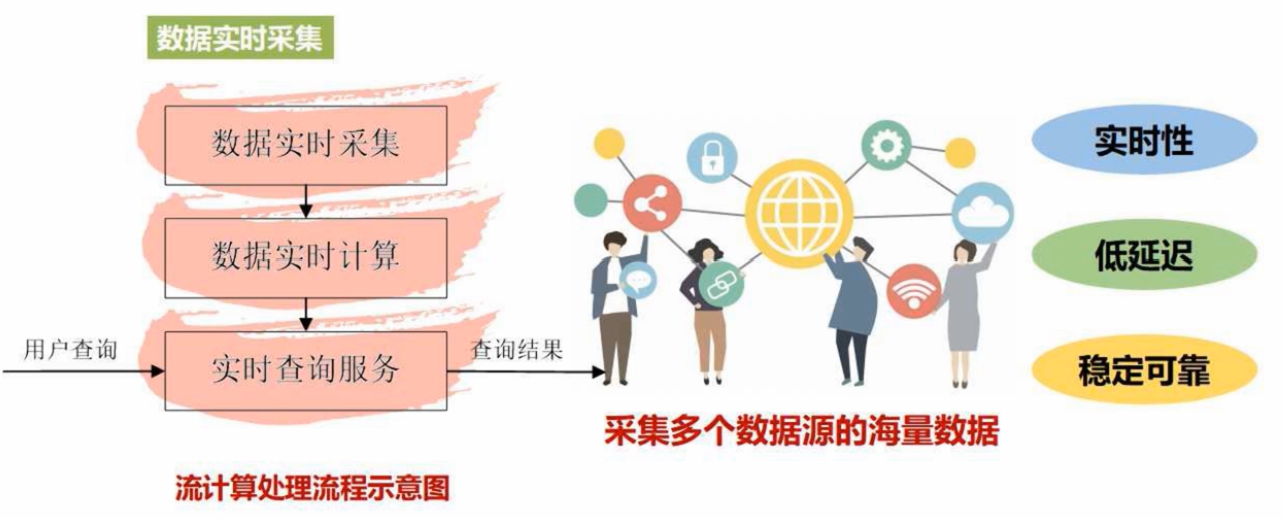 数据实时采集
数据实时采集
数据实时计算
用户查询
实时查询服务
查询结果
流计算处理流程示意图
采集多个数据源的海量数据
实时性
低延迟
稳定可靠